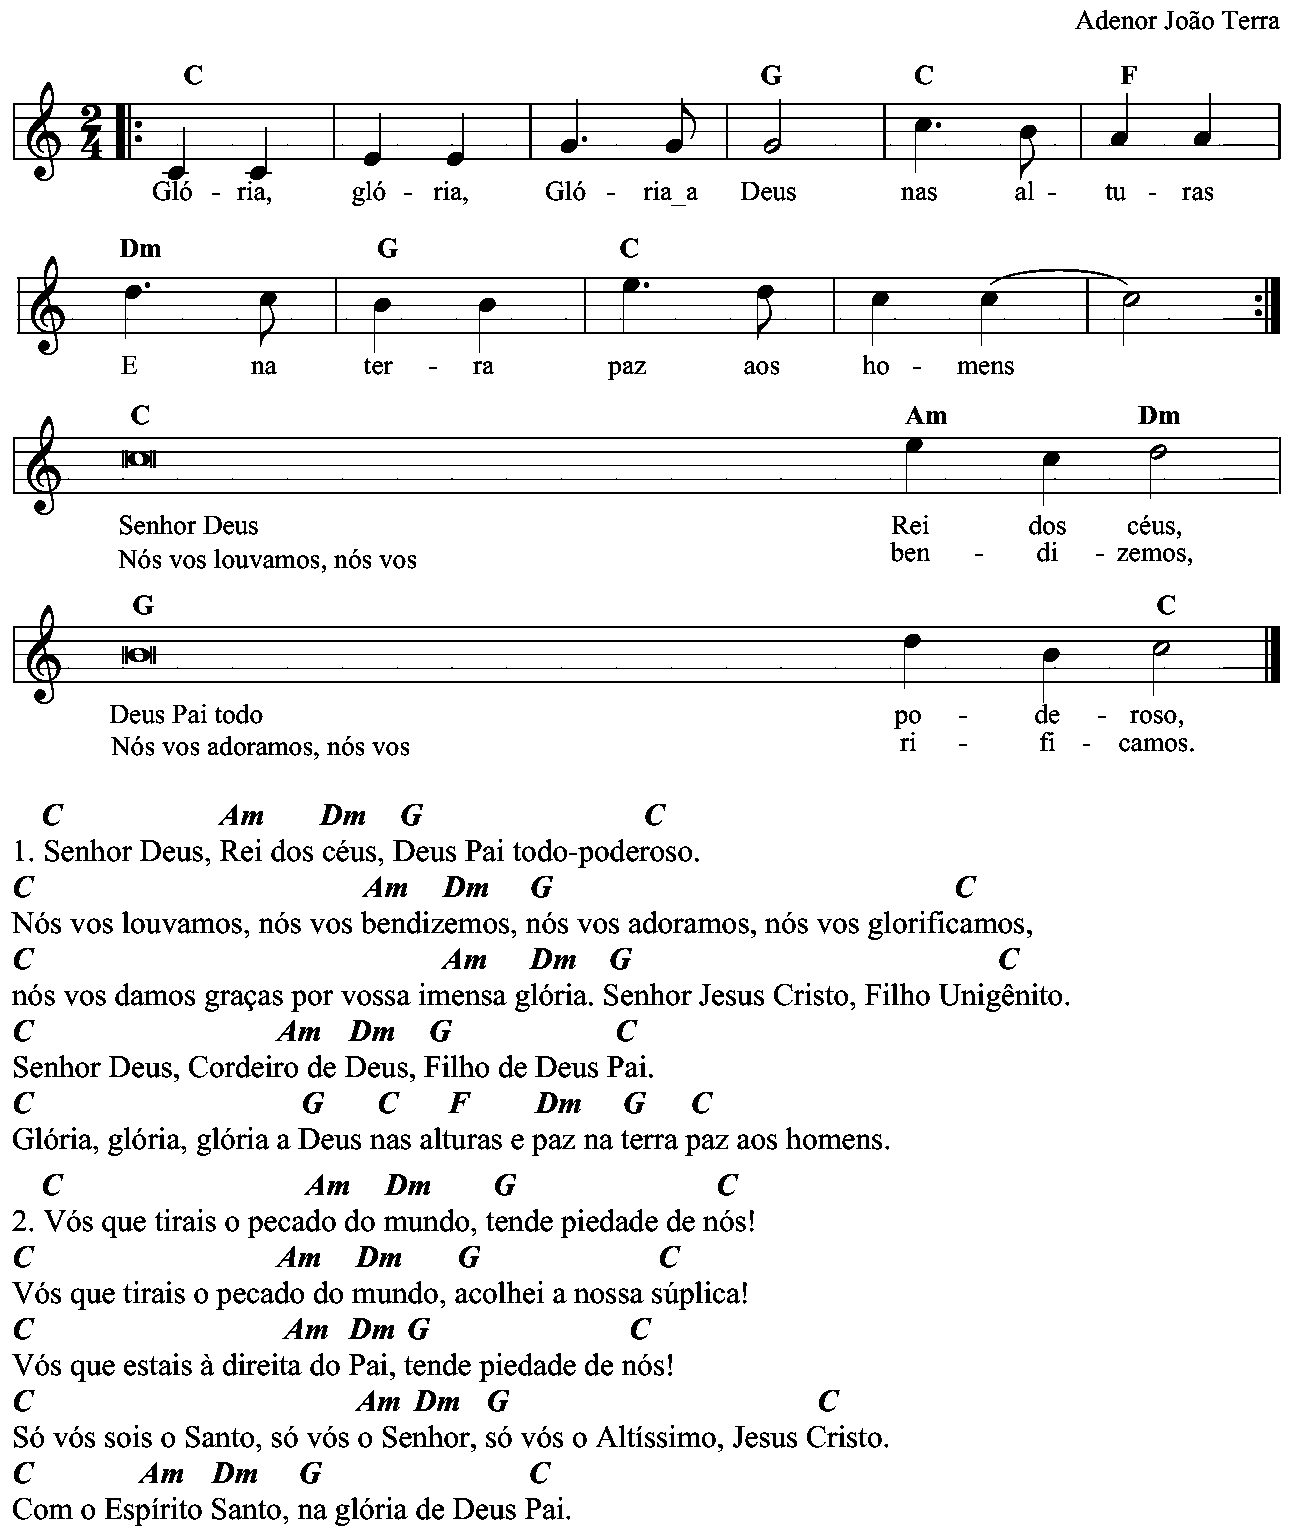 Adenor João Terra
C G C F
2/4
Gló - ria, gló - ria, Gló - ria_a Deus nas al - tu - ras
Dm G C
E na ter - ra paz aos ho - mens
C Am Dm
Senhor Deus Rei dos céus,
Nós vos louvamos, nós vos ben - di - zemos,
G C
Deus Pai todo po - de - roso,
Nós vos adoramos, nós vos ri - fi - camos.
C Am Dm G C
1. Senhor Deus, Rei dos céus, Deus Pai todo-poderoso.
C Am Dm G C
Nós vos louvamos, nós vos bendizemos, nós vos adoramos, nós vos glorificamos,
C Am Dm G C
nós vos damos graças por vossa imensa glória. Senhor Jesus Cristo, Filho Unigênito.
C Am Dm G C
Senhor Deus, Cordeiro de Deus, Filho de Deus Pai.
C G C F Dm G C
Glória, glória, glória a Deus nas alturas e paz na terra paz aos homens.
C Am Dm G C
2. Vós que tirais o pecado do mundo, tende piedade de nós!
C Am Dm G C
Vós que tirais o pecado do mundo, acolhei a nossa súplica!
C Am Dm G C
Vós que estais à direita do Pai, tende piedade de nós!
C Am Dm G C
Só vós sois o Santo, só vós o Senhor, só vós o Altíssimo, Jesus Cristo.
C Am Dm G C
Com o Espírito Santo, na glória de Deus Pai.